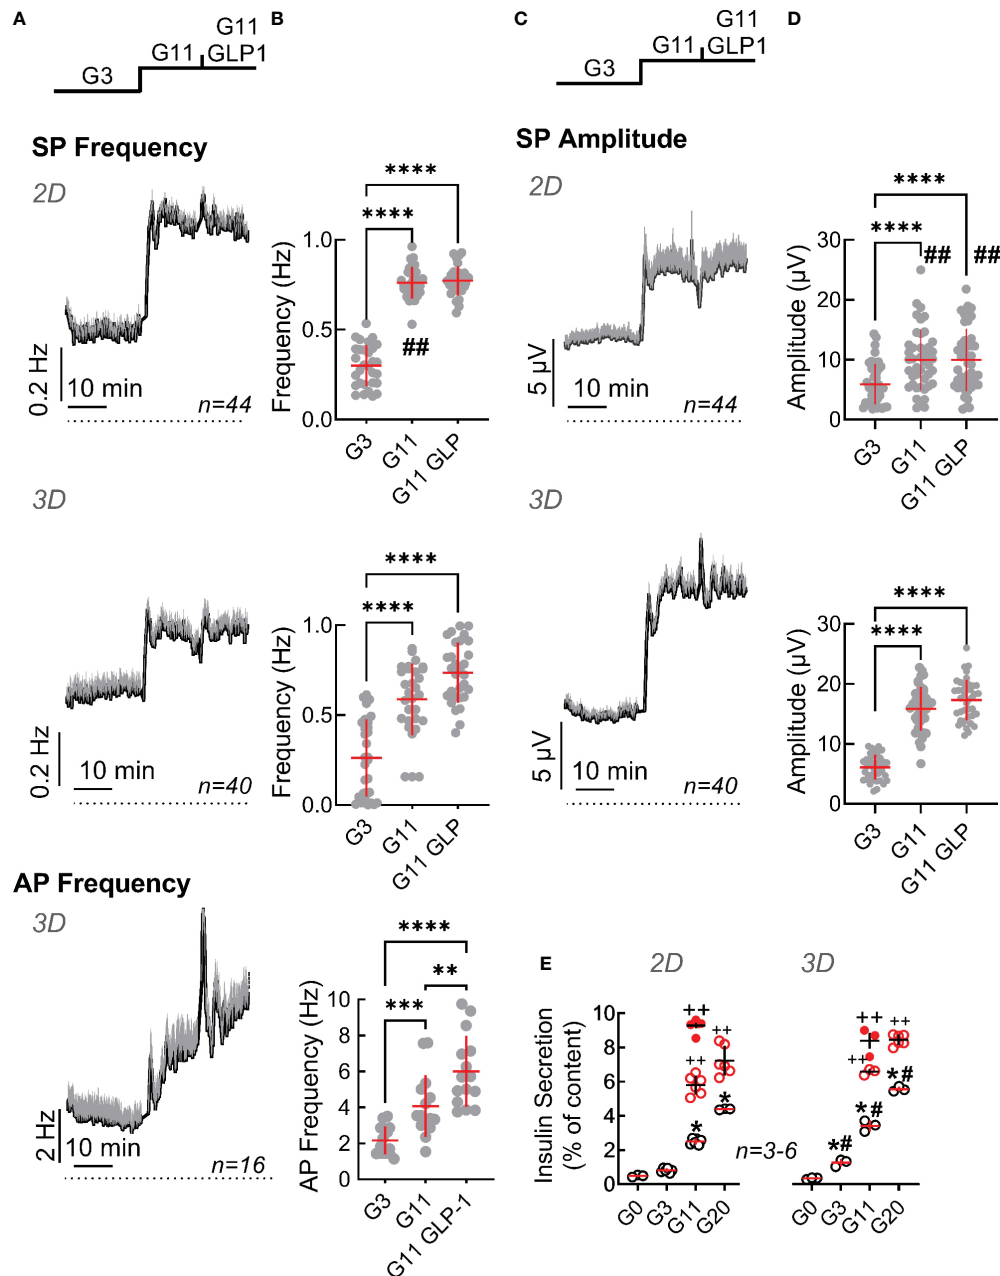 A
B
C
D
G11
G11
G11
GLP1
G11
GLP1
G3
G3
SP Frequency
SP Amplitude
2D
****
****
1.0
0.5
0.0
Frequency (Hz)
##
0.2 Hz
10 min
n=44
G3
G11
G11 GLP
2D
****
****
##
##
30
20
10
0
Amplitude (µV)
5 µV
10 min
n=44
G3
G11
G11 GLP
3D
****
****
1.0
0.5
0.0
Frequency (Hz)
0.2 Hz
10 min
n=40
G3
G11
G11 GLP
3D
****
****
30
20
10
0
Amplitude (µV)
5 µV
10 min
n=40
G3
G11
G11 GLP
AP Frequency
3D
****
**
***
10
8
6
4
2
0
AP Frequency (Hz)
2 Hz
10 min
n=16
G3
G11
G11 GLP-1
E
2D
3D
10
8
6
4
2
0
Insulin Secretion
(% of content)
++
++
++
*
*
n=3-6
++
++
++
*#
*#
*#
G0
G3
G11
G20
G0
G3
G11
G20